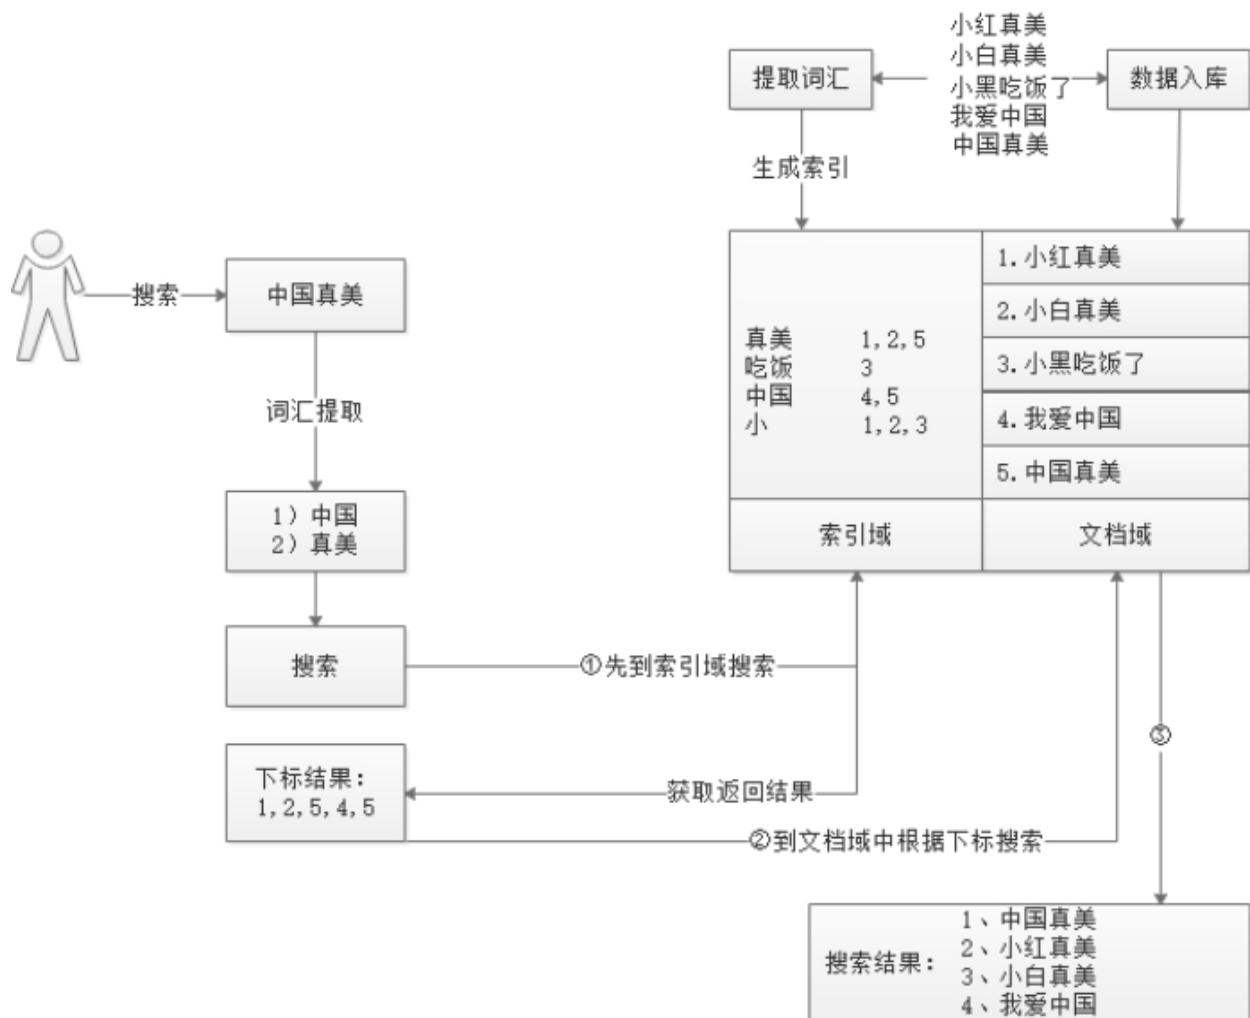 小红真美
小白真美
小黑吃饭了
我爱中国
中国真美
提取词汇
数据入库
生成索引
搜索
中国真美
词汇提取
1）中国
2）真美
搜索
真美 1,2,5
吃饭 3
中国 4,5
小 1,2,3
索引域
1.小红真美
2.小白真美
3.小黑吃饭了
4.我爱中国
5.中国真美
文档域
①先到索引域搜索
获取返回结果
下标结果：
1,2,5,4,5
②到文档域中根据下标搜索
③
搜索结果：
1、中国真美
2、小红真美
3、小白真美
4、我爱中国